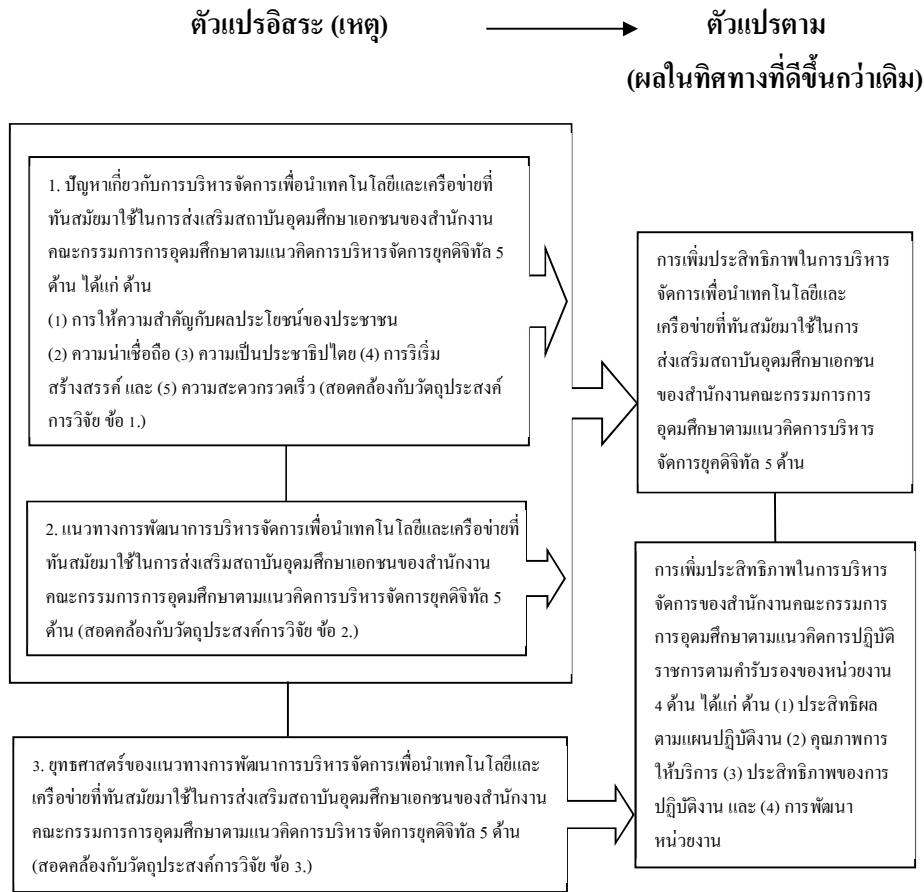 ตัวแปรอิสระ (เหตุ)
ตัวแปรตาม
(ผลในทิศทางที่ดีขึ้นกว่าเดิม)
1. ปัญหาเกี่ยวกับการบริหารจัดการเพื่อนำเทคโนโลยีและเครือข่ายที่
ทันสมัยมาใช้ในการส่งเสริมสถาบันอุดมศึกษาเอกชนของสำนักงาน
คณะกรรมการการอุดมศึกษาตามแนวคิดการบริหารจัดการยุคดิจิทัล 5
ด้าน ได้แก่ ด้าน
(1) การให้ความสำคัญกับผลประโยชน์ของประชาชน
(2) ความน่าเชื่อถือ (3) ความเป็นประชาธิปไตย (4) การริเริ่ม
สร้างสรรค์ และ (5) ความสะดวกรวดเร็ว (สอดคล้องกับวัตถุประสงค์
การวิจัย ข้อ 1.)
2. แนวทางการพัฒนาการบริหารจัดการเพื่อนำเทคโนโลยีและเครือข่ายที่
ทันสมัยมาใช้ในการส่งเสริมสถาบันอุดมศึกษาเอกชนของสำนักงาน
คณะกรรมการการอุดมศึกษาตามแนวคิดการบริหารจัดการยุคดิจิทัล 5
ด้าน (สอดคล้องกับวัตถุประสงค์การวิจัย ข้อ 2.)
3. ยุทธศาสตร์ของแนวทางการพัฒนาการบริหารจัดการเพื่อนำเทคโนโลยีและ
เครือข่ายที่ทันสมัยมาใช้ในการส่งเสริมสถาบันอุดมศึกษาเอกชนของสำนักงาน
คณะกรรมการการอุดมศึกษาตามแนวคิดการบริหารจัดการยุคดิจิทัล 5 ด้าน
(สอดคล้องกับวัตถุประสงค์การวิจัย ข้อ 3.)
การเพิ่มประสิทธิภาพในการบริหาร
จัดการเพื่อนำเทคโนโลยีและ
เครือข่ายที่ทันสมัยมาใช้ในการ
ส่งเสริมสถาบันอุดมศึกษาเอกชน
ของสำนักงานคณะกรรมการการ
อุดมศึกษาตามแนวคิดการบริหาร
จัดการยุคดิจิทัล 5 ด้าน
การเพิ่มประสิทธิภาพในการบริหาร
จัดการของสำนักงานคณะกรรมการ
การอุดมศึกษาตามแนวคิดการปฏิบัติ
ราชการตามคำรับรองของหน่วยงาน
4 ด้าน ได้แก่ ด้าน (1) ประสิทธิผล
ตามแผนปฏิบัติงาน (2) คุณภาพการ
ให้บริการ (3) ประสิทธิภาพของการ
ปฏิบัติงาน และ (4) การพัฒนา
หน่วยงาน